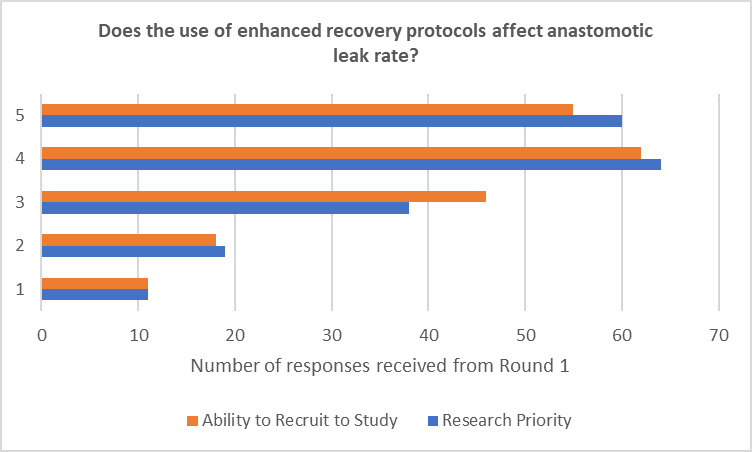 Does the use of enhanced recovery protocols affect anastomotic
leak rate?
5
4
3
2
1
0 10 20 30 40 50 60 70
Number of responses received from Round 1
Ability to Recruit to Study Research Priority